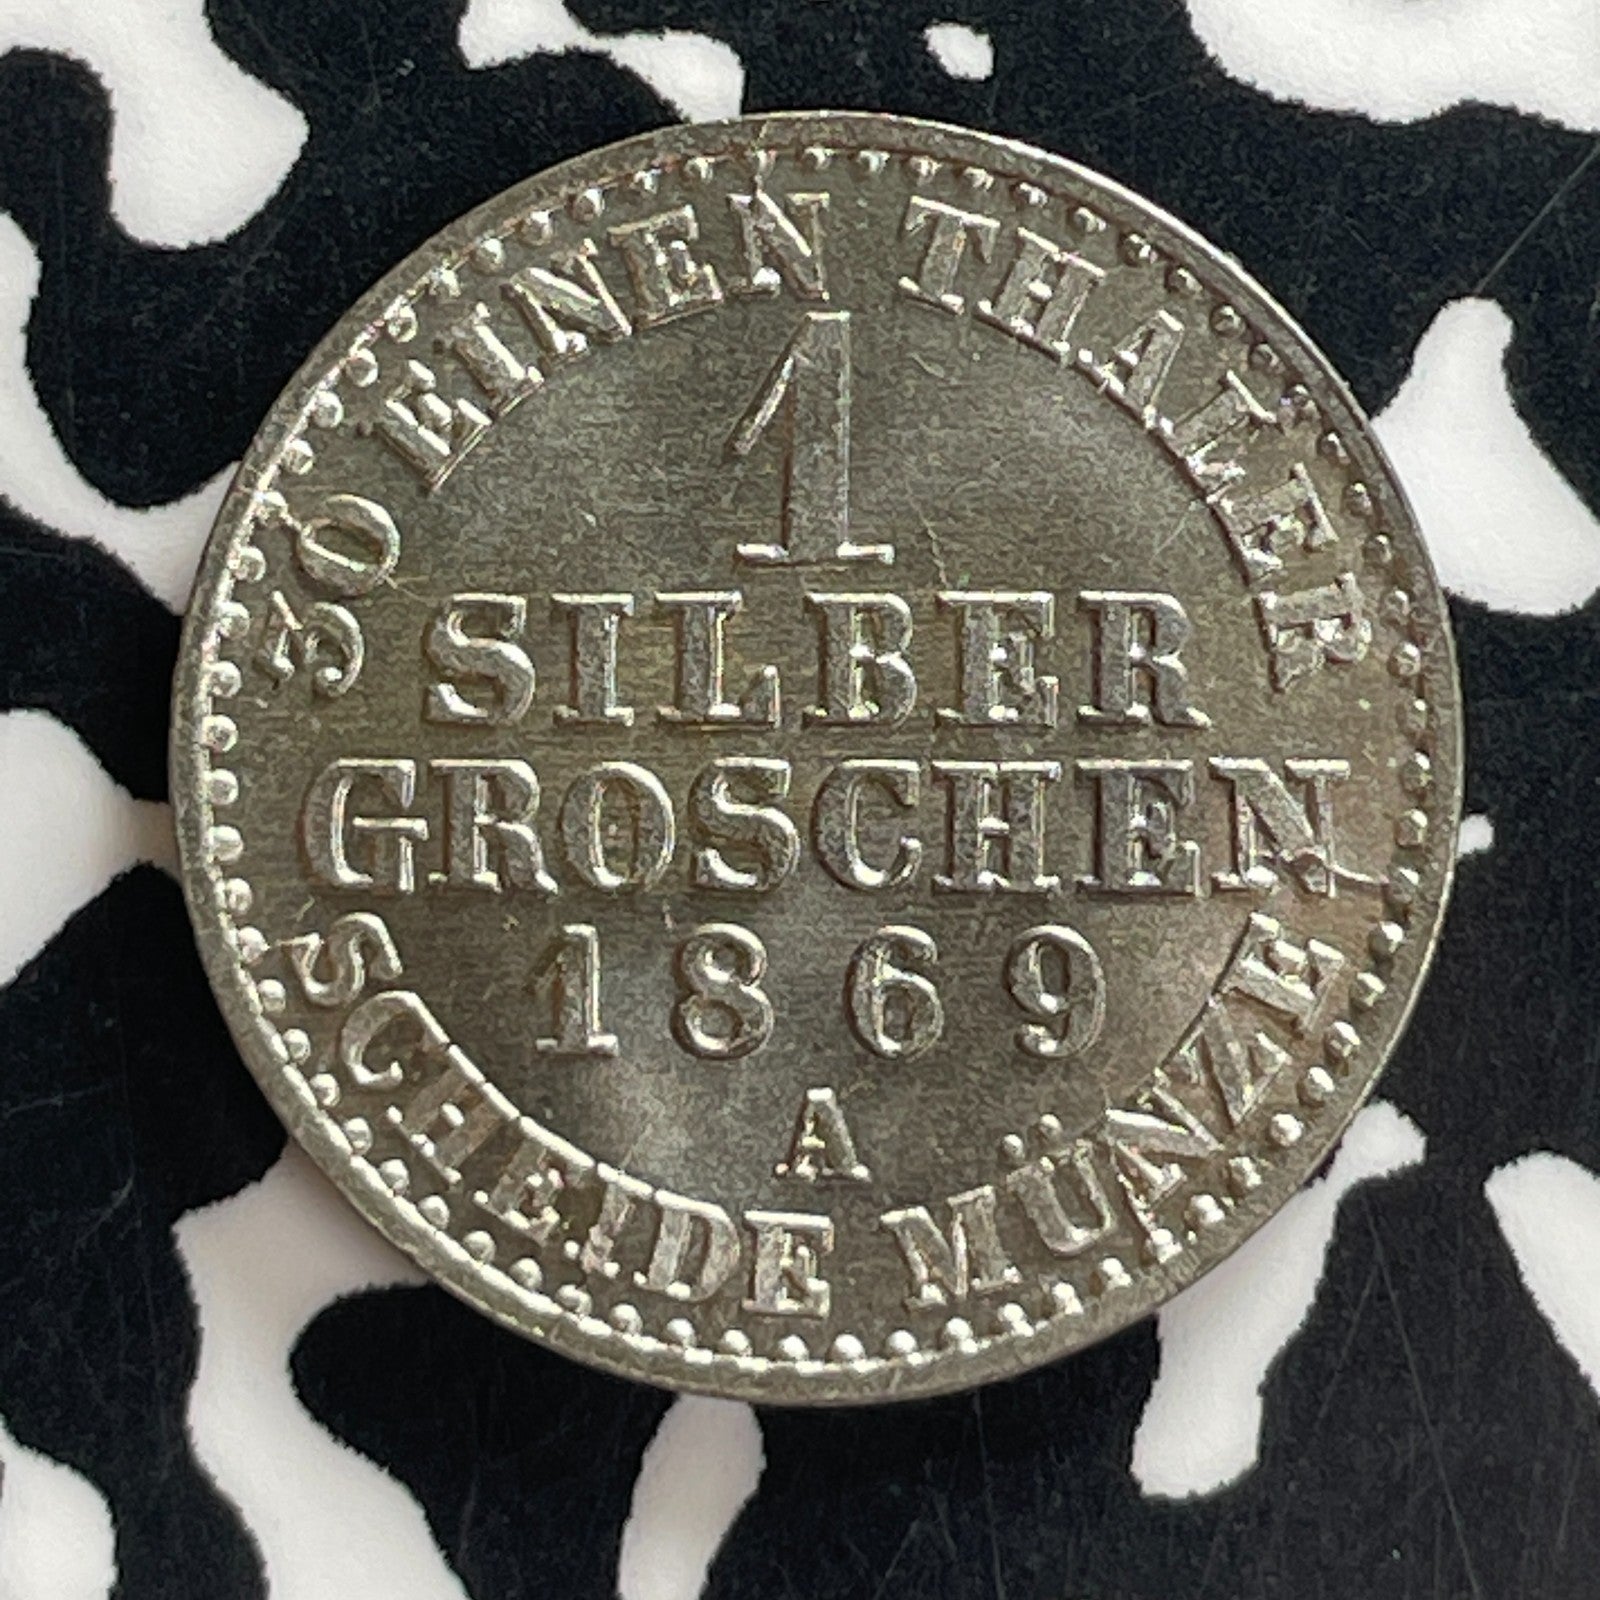 30 EINEN THALER
1
SILBER
GROSCHEN
1869
A
SCHEIDE MÜNZE